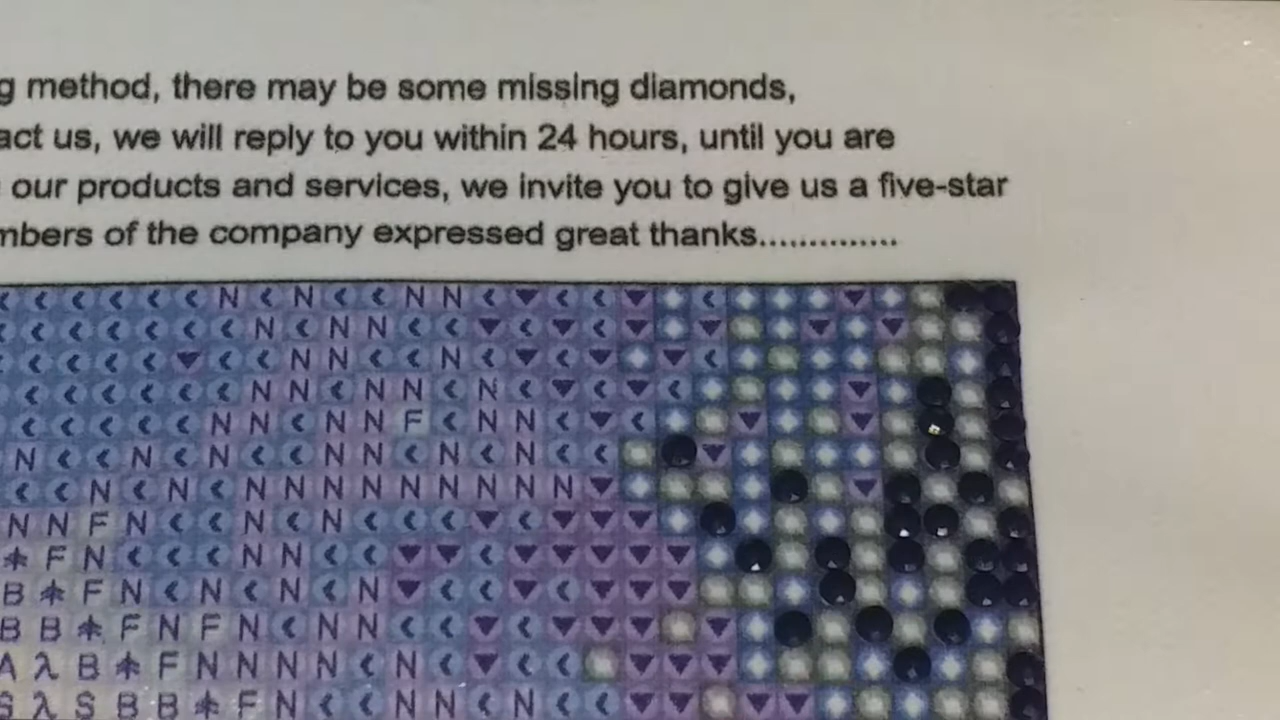 g method, there may be some missing diamonds,
act us, we will reply to you within 24 hours, until you are
our products and services, we invite you to give us a five-star
mbers of the company expressed great thanks..............